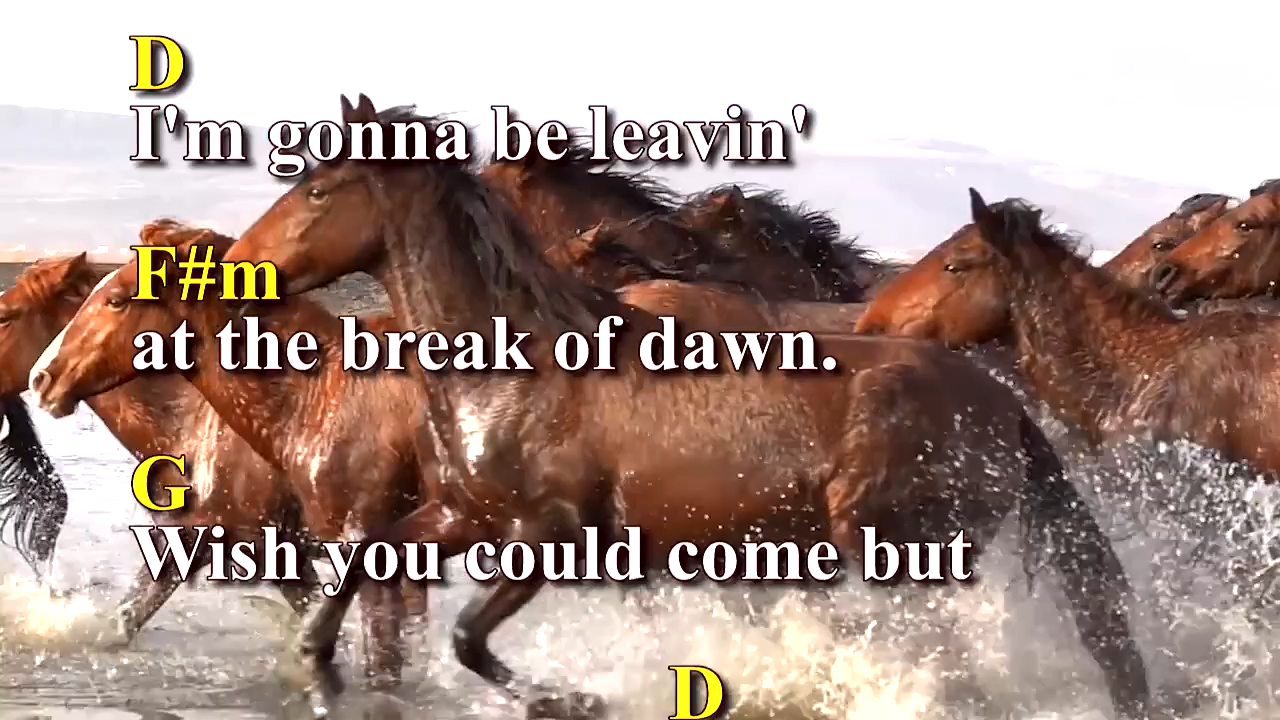 D
I'm gonna be leavin'
F#m
at the break of dawn.
G
Wish you could come but
D